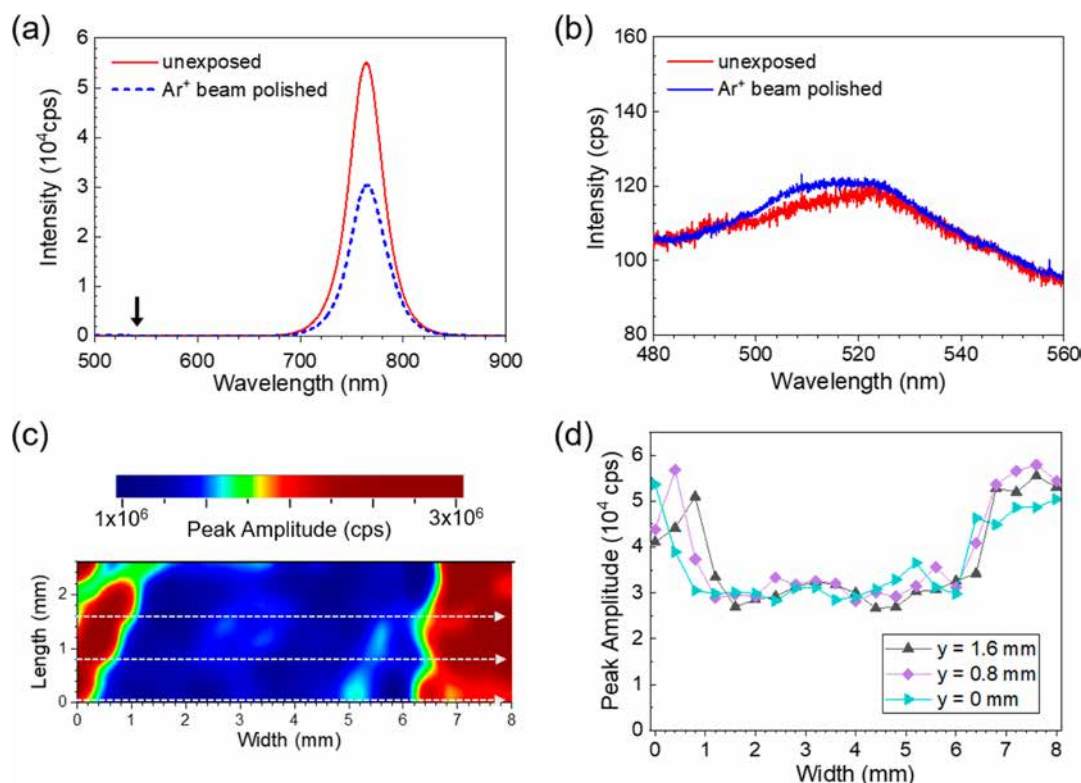 (a)
unexposed
Ar⁺ beam polished
Intensity (10⁴cps)
6
5
4
3
2
1
0
500 600 700 800 900
Wavelength (nm)
(b)
unexposed
Ar⁺ beam polished
Intensity (cps)
160
140
120
100
80
480 500 520 540 560
Wavelength (nm)
(c)
1x10⁶ 3x10⁶
Peak Amplitude (cps)
Length (mm)
2
1
0
0 1 2 3 4 5 6 7 8
Width (mm)
(d)
Peak Amplitude (10⁴ cps)
6
5
4
3
2
1
0
y = 1.6 mm
y = 0.8 mm
y = 0 mm
0 1 2 3 4 5 6 7 8
Width (mm)